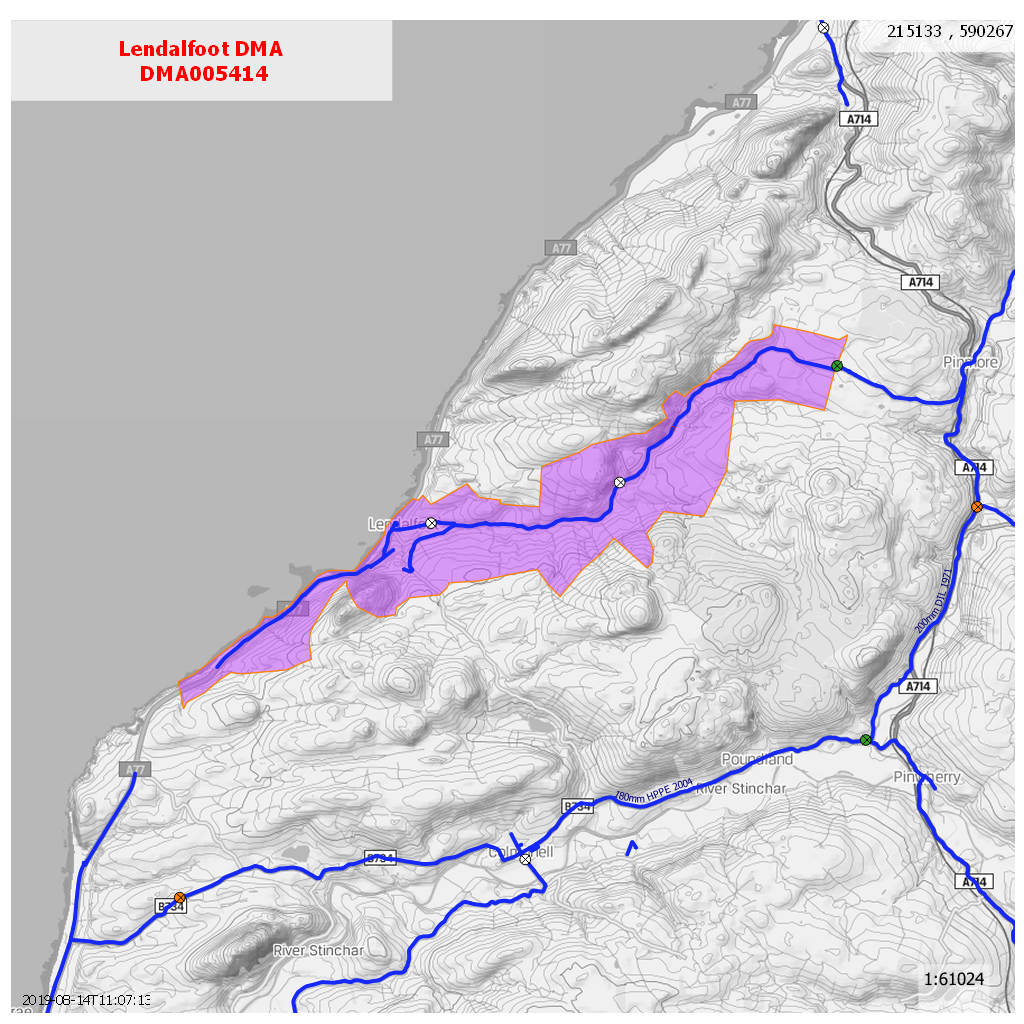 Lendalfoot DMA
DMA005414
215133 , 590267
A77
A714
A77
A714
Pinmore
A77
A714
Lendalfoot
200mm DIL 1971
A77
A714
A77
Poundland
Pinwherry
180mm HPPE 2004
River Stinchar
B734
Colmonell
B734
A714
B734
River Stinchar
1:61024
2019-08-14T11:07:13